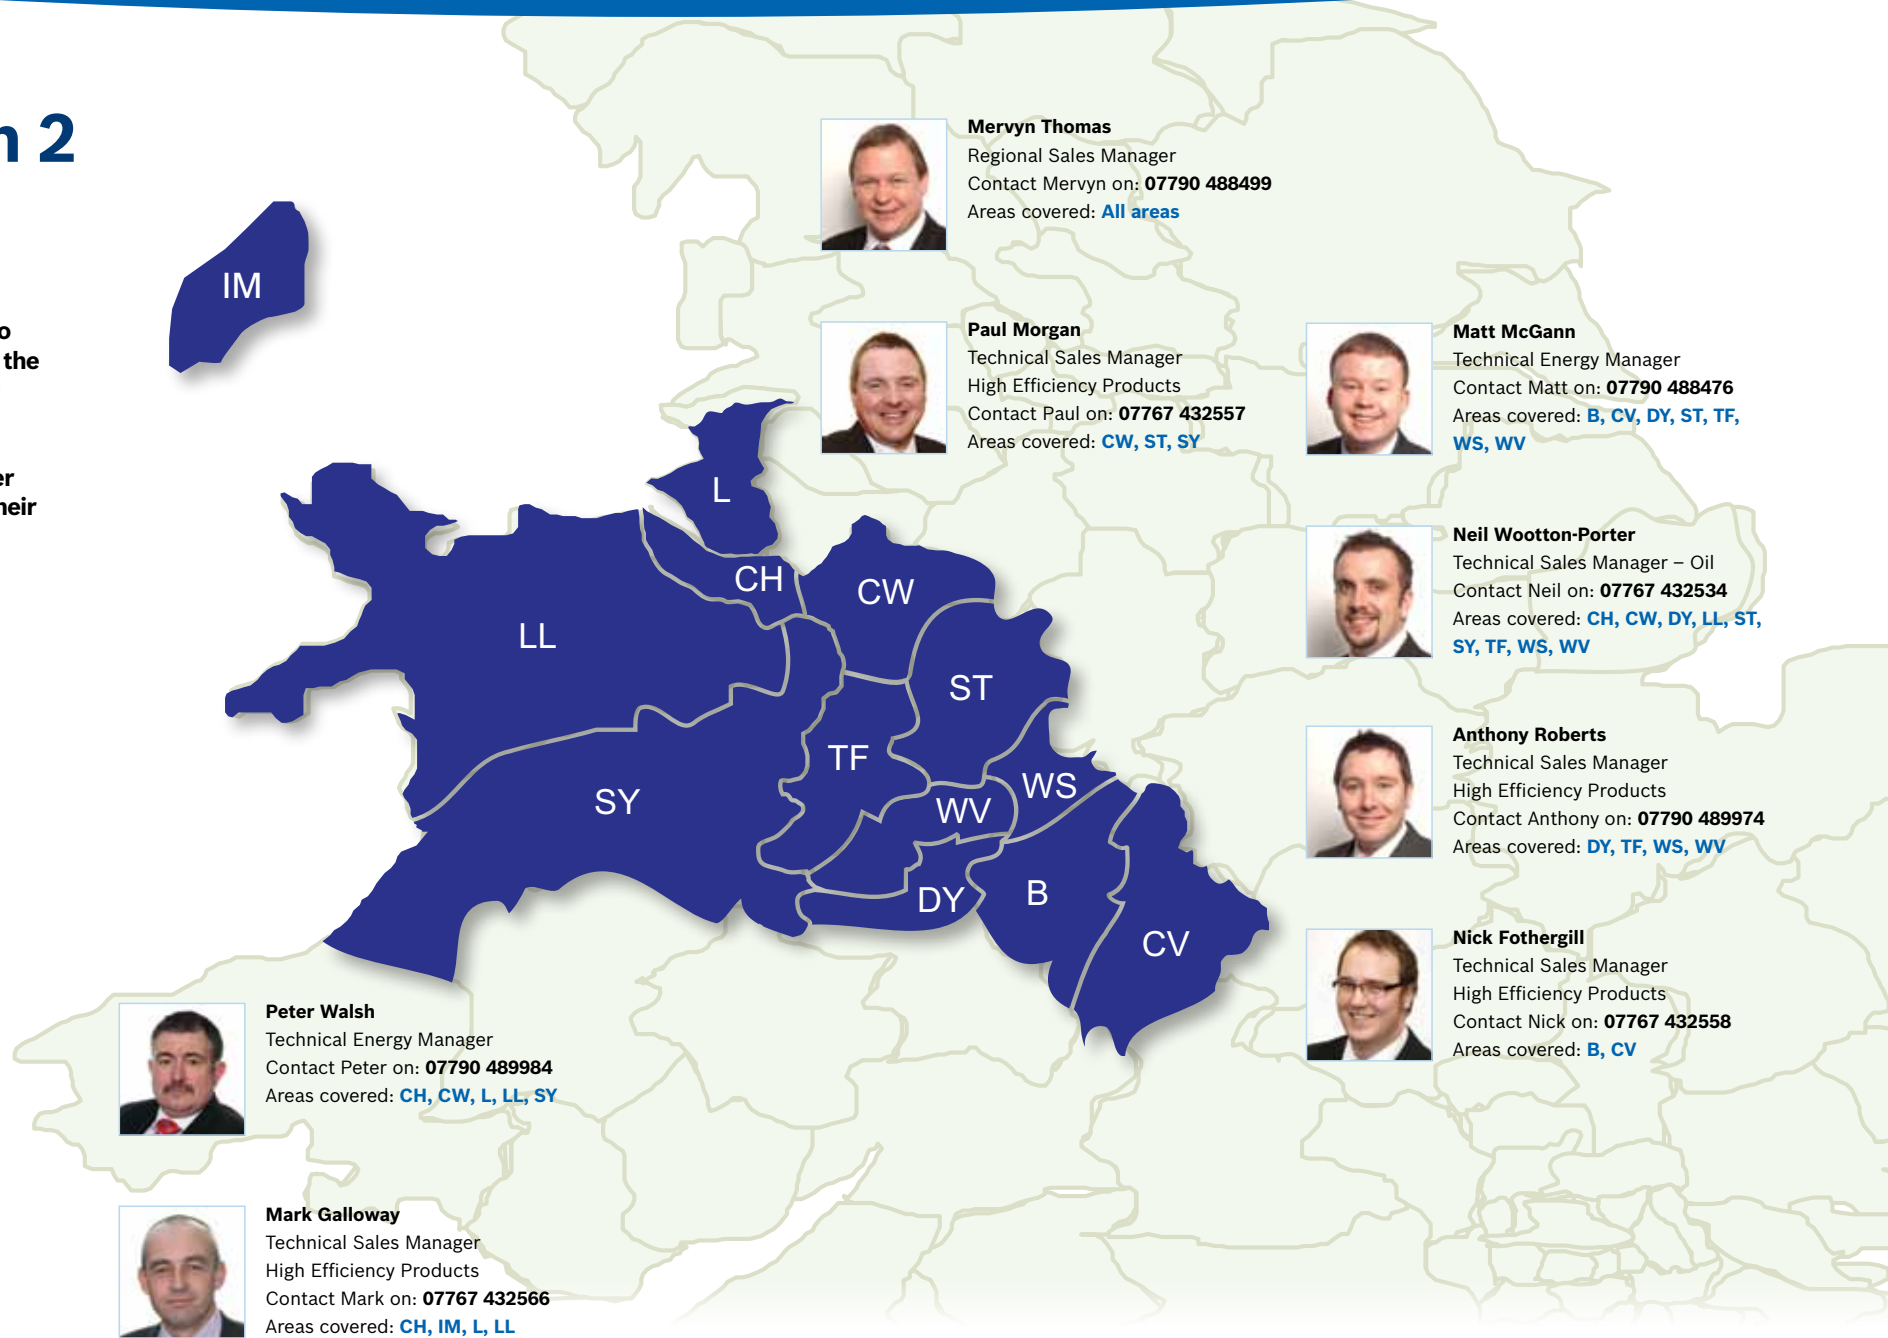 n 2
o
the
er
heir
Mervyn Thomas
Regional Sales Manager
Contact Mervyn on: 07790 488499
Areas covered: All areas
Paul Morgan
Technical Sales Manager
High Efficiency Products
Contact Paul on: 07767 432557
Areas covered: CW, ST, SY
Matt McGann
Technical Energy Manager
Contact Matt on: 07790 488476
Areas covered: B, CV, DY, ST, TF,
WS, WV
Neil Wootton-Porter
Technical Sales Manager – Oil
Contact Neil on: 07767 432534
Areas covered: CH, CW, DY, LL, ST,
SY, TF, WS, WV
Anthony Roberts
Technical Sales Manager
High Efficiency Products
Contact Anthony on: 07790 489974
Areas covered: DY, TF, WS, WV
Nick Fothergill
Technical Sales Manager
High Efficiency Products
Contact Nick on: 07767 432558
Areas covered: B, CV
IM
L
CH
CW
LL
ST
TF
SY
WS
WV
DY
B
CV
Peter Walsh
Technical Energy Manager
Contact Peter on: 07790 489984
Areas covered: CH, CW, L, LL, SY
Mark Galloway
Technical Sales Manager
High Efficiency Products
Contact Mark on: 07767 432566
Areas covered: CH, IM, L, LL